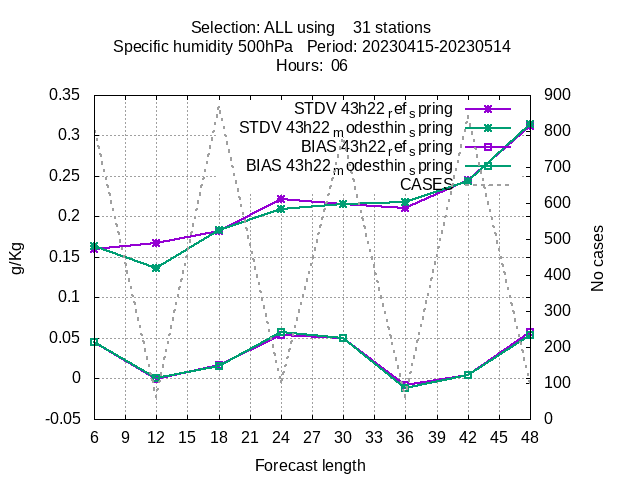 Selection: ALL using 31 stations
Specific humidity 500hPa Period: 20230415-20230514
Hours: 06
STDV 43h22_ref_spring
STDV 43h22_modesthin_spring
BIAS 43h22_ref_spring
BIAS 43h22_modesthin_spring
CASES
0.35
0.3
0.25
0.2
0.15
0.1
0.05
0
-0.05
g/Kg
900
800
700
600
500
400
300
200
100
0
No cases
6 9 12 15 18 21 24 27 30 33 36 39 42 45 48
Forecast length